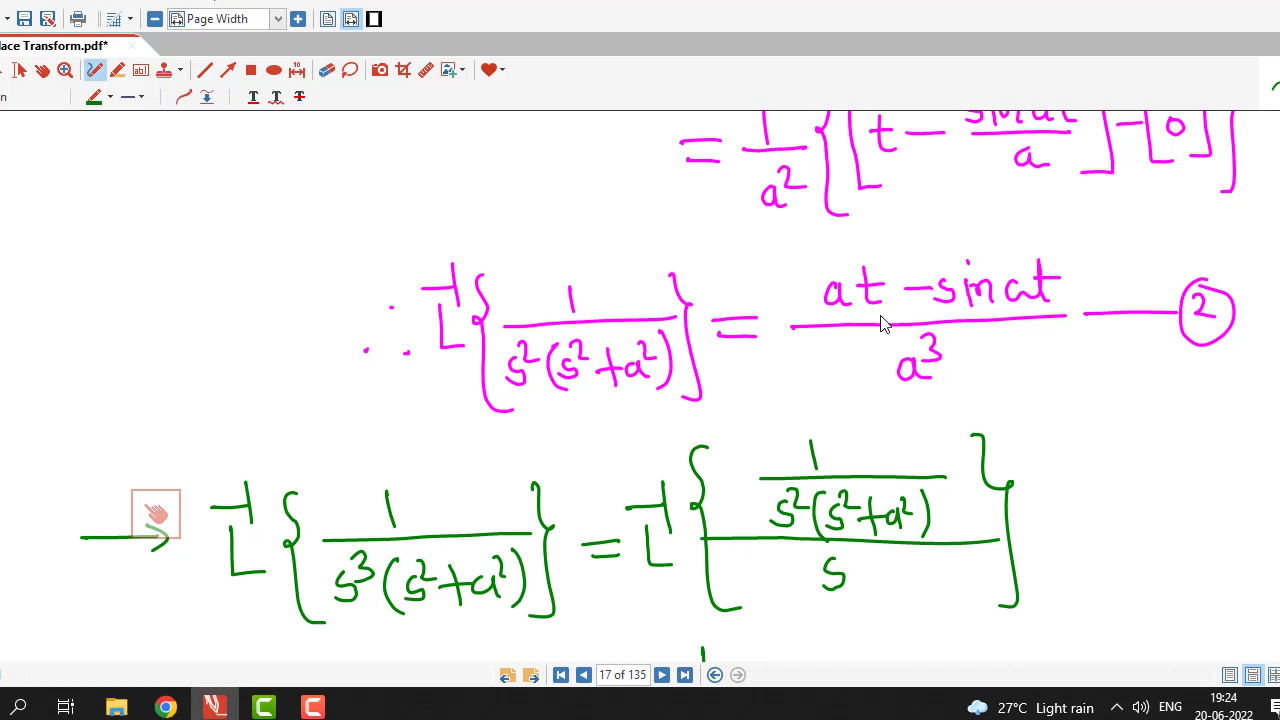 Page Width
lace Transform.pdf*
n
= 1/a² { [ t - sin at / a ] - [0] }
∴ L⁻¹ { 1 / s²(s²+a²) } = at - sin at / a³ —— ②
→ L⁻¹ { 1 / s³(s²+a²) } = L⁻¹ { 1 / s²(s²+a²) / s }
17 of 135
27°C Light rain ENG 19:24
20-06-2022